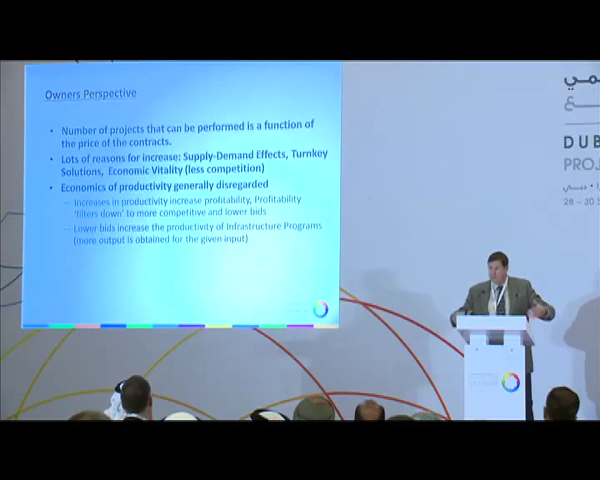 Owners Perspective
• Number of projects that can be performed is a function of
the price of the contracts.
• Lots of reasons for increase: Supply-Demand Effects, Turnkey
Solutions, Economic Vitality (less competition)
• Economics of productivity generally disregarded
– Increases in productivity increase profitability, Profitability
'filters down' to more competitive and lower bids
– Lower bids increase the productivity of Infrastructure Programs
(more output is obtained for the given input)
DUB
PROJ
28 – 30 S